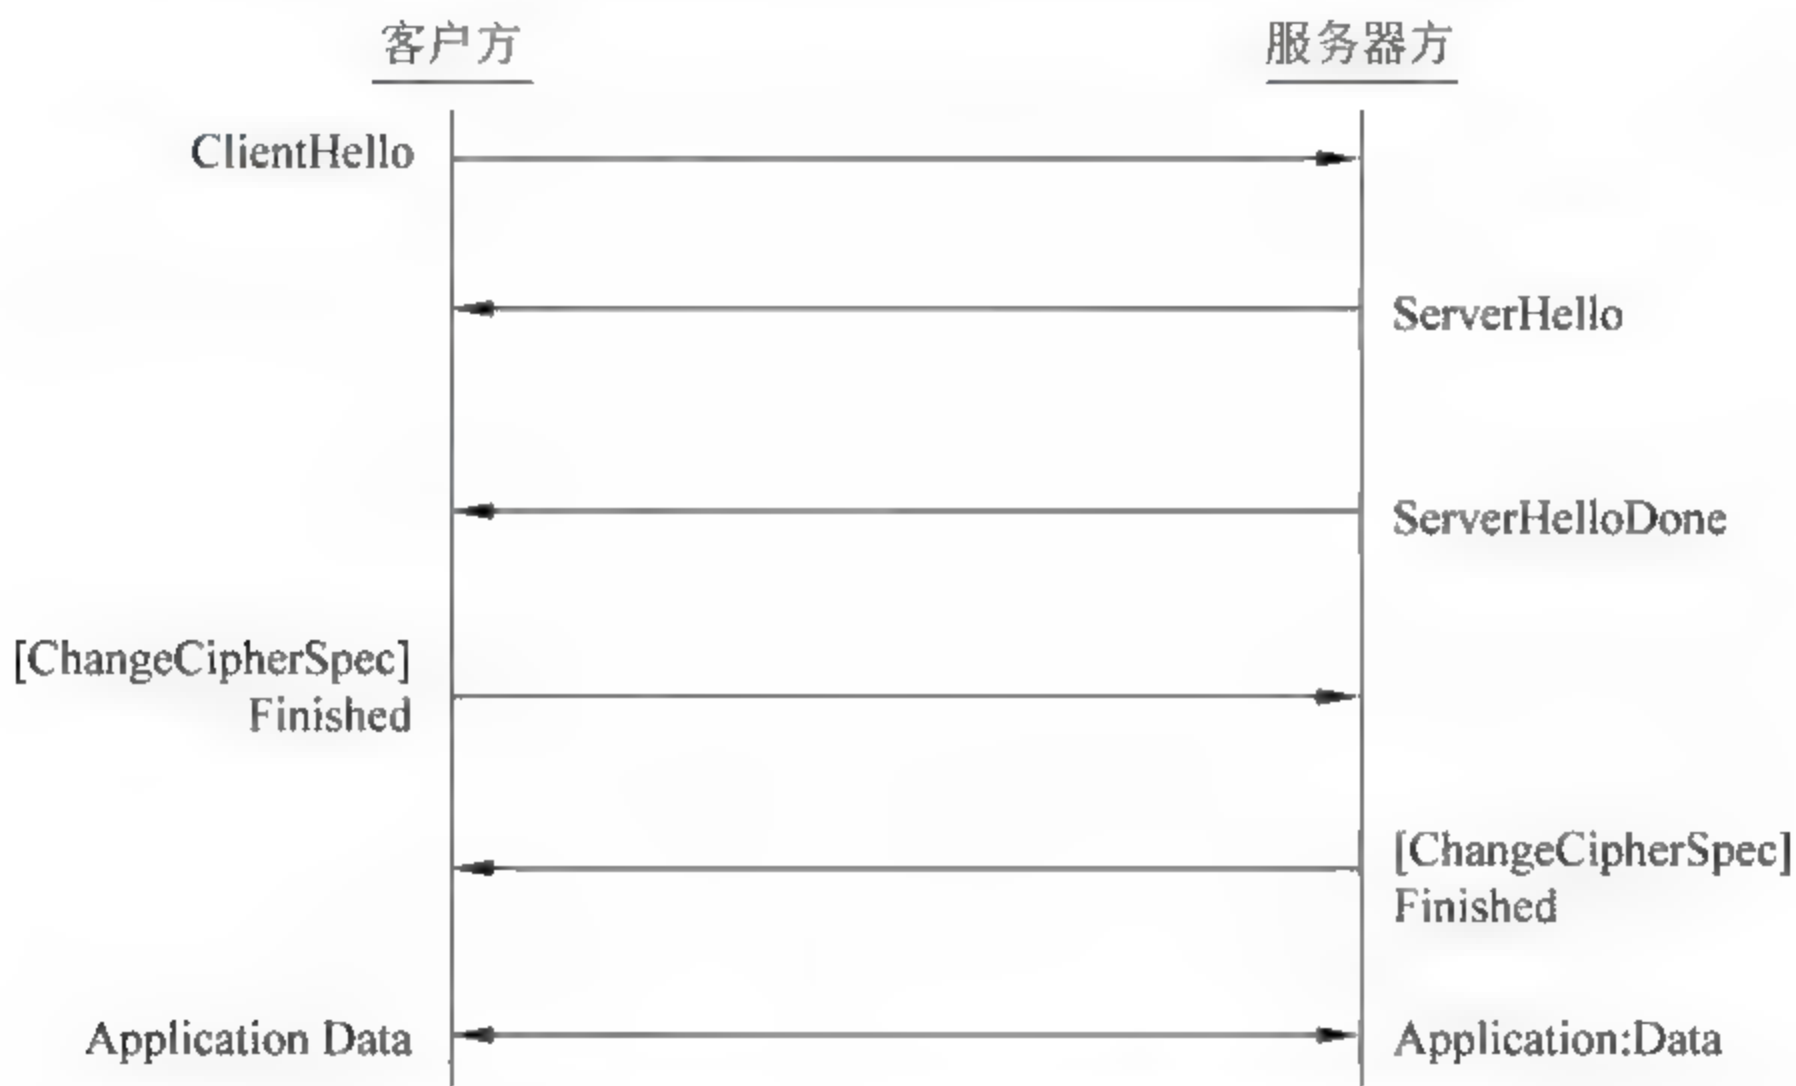 客户方
服务器方
ClientHello
ServerHello
ServerHelloDone
[ChangeCipherSpec]
Finished
[ChangeCipherSpec]
Finished
Application Data
Application:Data